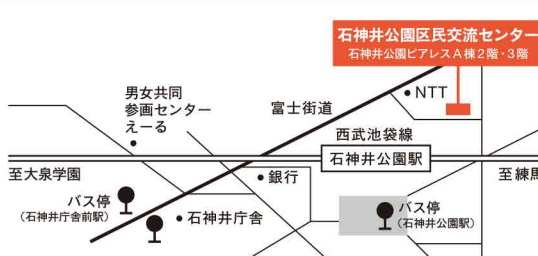 石神井公園区民交流センター
石神井公園ピアレスA棟2階・3階
NTT
男女共同
参画センター
えーる
富士街道
西武池袋線
石神井公園駅
至大泉学園
至練馬
銀行
バス停
(石神井庁舎前駅)
石神井庁舎
バス停
(石神井公園駅)